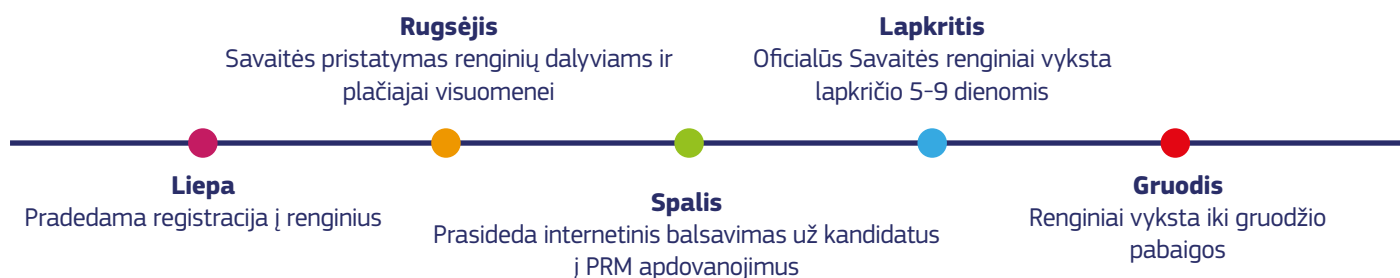 Rugsėjis
Savaitės pristatymas renginių dalyviams ir
plačiajai visuomenei
Lapkritis
Oficialūs Savaitės renginiai vyksta
lapkričio 5-9 dienomis
Liepa
Pradedama registracija į renginius
Spalis
Prasideda internetinis balsavimas už kandidatus
į PRM apdovanojimus
Gruodis
Renginiai vyksta iki gruodžio
pabaigos